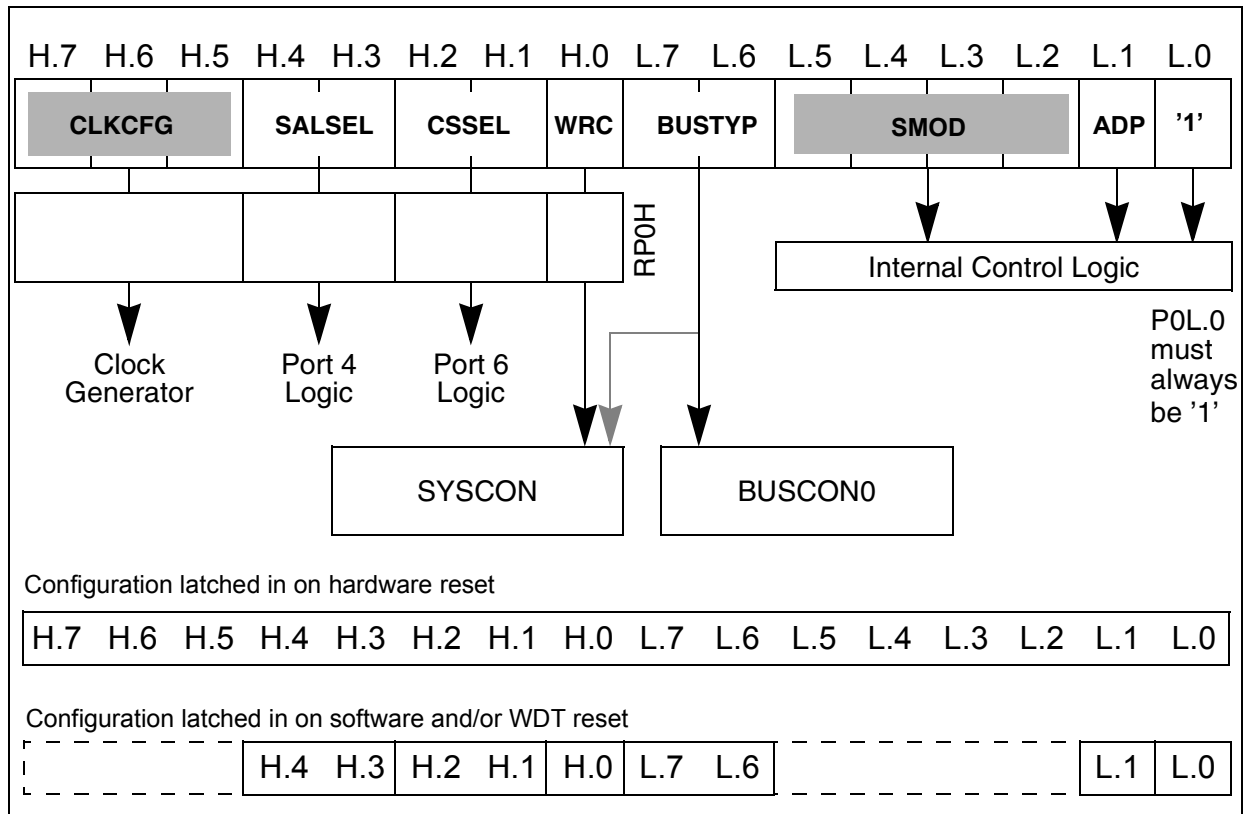 H.7 H.6 H.5 H.4 H.3 H.2 H.1 H.0 L.7 L.6 L.5 L.4 L.3 L.2 L.1 L.0
CLKCFG SALSEL CSSEL WRC BUSTYP SMOD ADP '1'
RP0H
Internal Control Logic
P0L.0
must
always
be '1'
Clock
Generator
Port 4
Logic
Port 6
Logic
SYSCON
BUSCON0
Configuration latched in on hardware reset
H.7 H.6 H.5 H.4 H.3 H.2 H.1 H.0 L.7 L.6 L.5 L.4 L.3 L.2 L.1 L.0
Configuration latched in on software and/or WDT reset
H.4 H.3 H.2 H.1 H.0 L.7 L.6 L.1 L.0